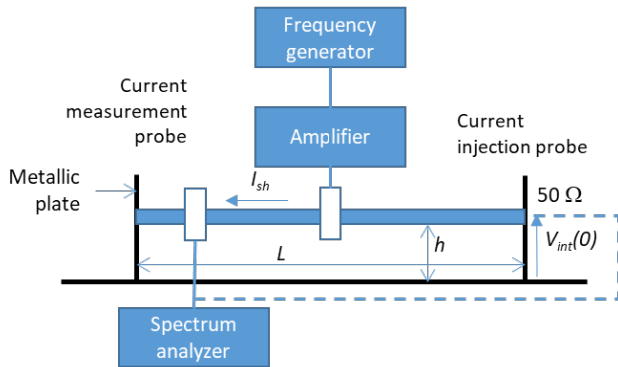 Frequency
generator
Current
measurement
probe
Amplifier
Current
injection probe
Metallic
plate
I_sh
50 Ω
V_int(0)
h
L
Spectrum
analyzer